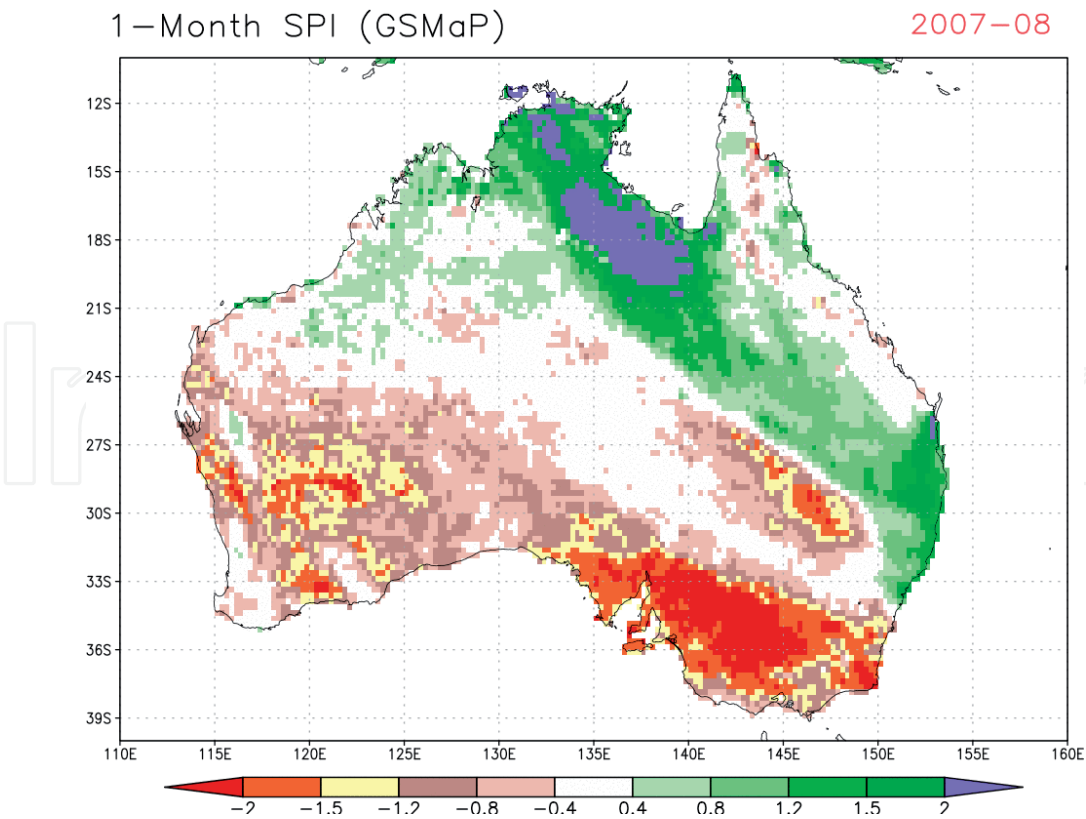 1-Month SPI (GSMaP)
2007-08
12S
15S
18S
21S
24S
27S
30S
33S
36S
39S
110E 115E 120E 125E 130E 135E 140E 145E 150E 155E 160E
-2 -1.5 -1.2 -0.8 -0.4 0.4 0.8 1.2 1.5 2